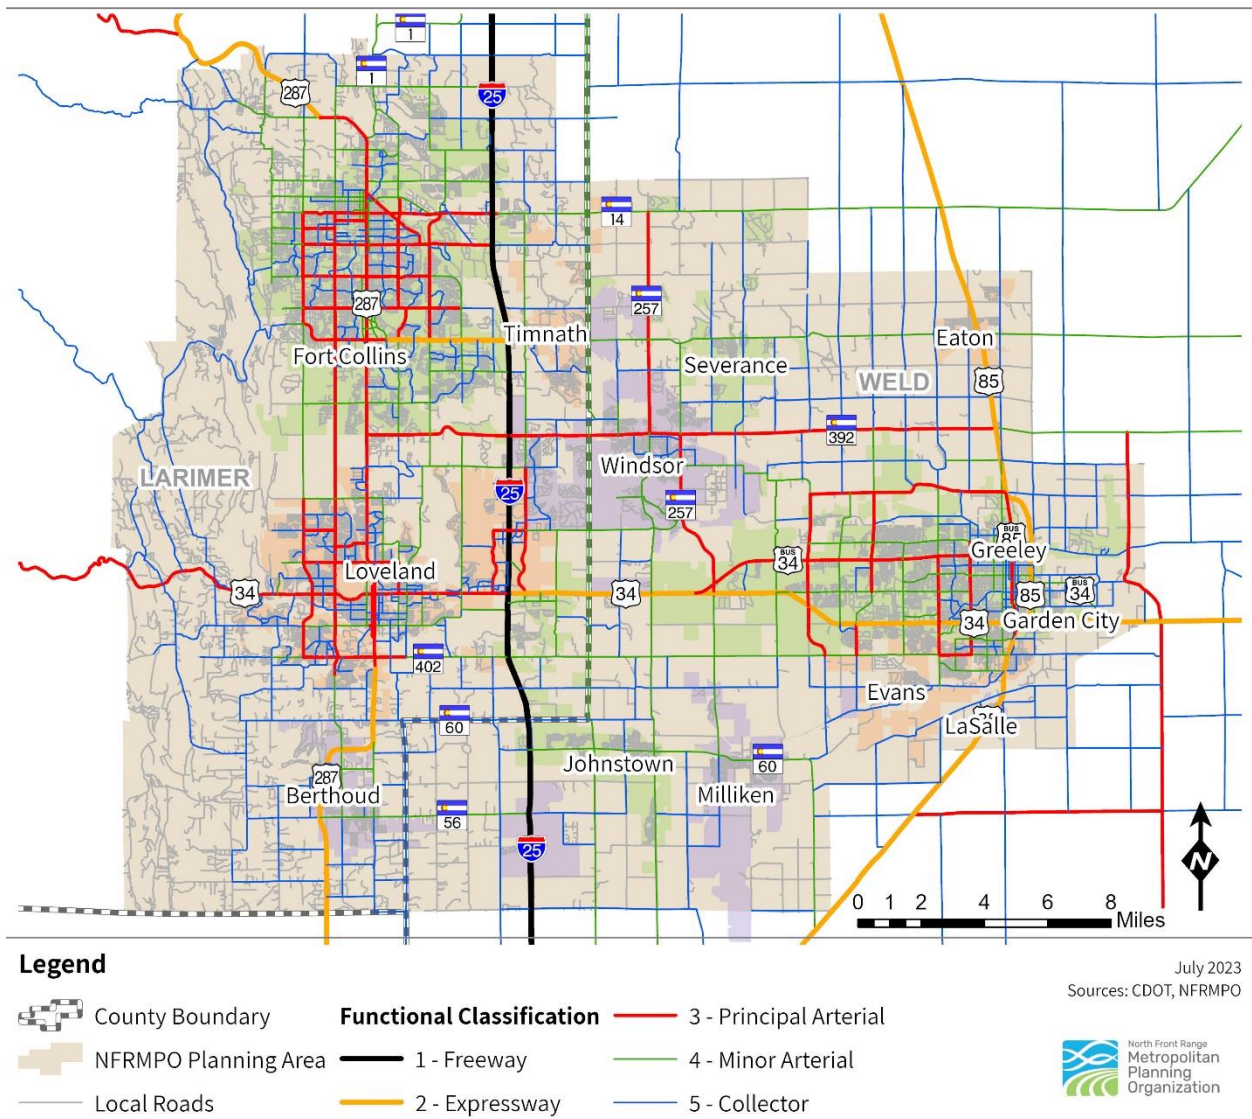 1
1
287
25
14
257
287
Timnath
Eaton
Fort Collins
Severance
WELD
85
392
Windsor
LARIMER
25
257
BUS
85
Greeley
BUS
34
Loveland
34
34
85
BUS
34
34
Garden City
402
Evans
60
LaSalle
60
Johnstown
287
Berthoud
Milliken
56
25
N
0 1 2 4 6 8
Miles
Legend
County Boundary
NFRMPO Planning Area
Local Roads
Functional Classification
1 - Freeway
2 - Expressway
3 - Principal Arterial
4 - Minor Arterial
5 - Collector
July 2023
Sources: CDOT, NFRMPO
North Front Range
Metropolitan
Planning
Organization